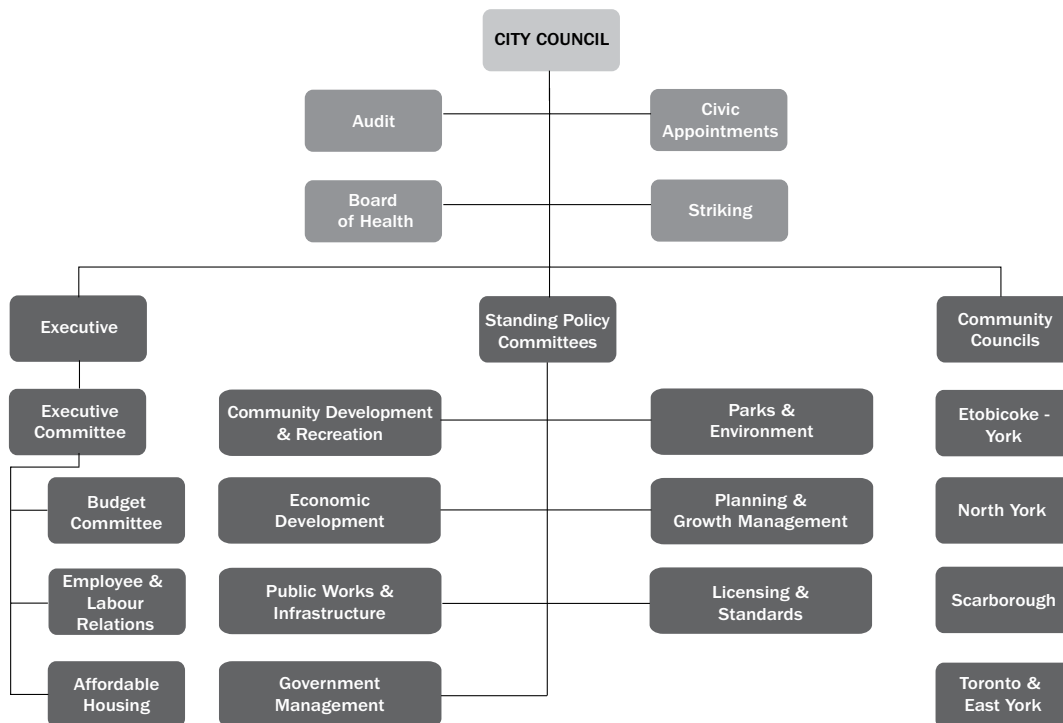 CITY COUNCIL
Audit
Civic
Appointments
Board
of Health
Striking
Executive
Standing Policy
Committees
Community
Councils
Executive
Committee
Community Development
& Recreation
Parks &
Environment
Etobicoke -
York
Budget
Committee
Economic
Development
Planning &
Growth Management
North York
Employee &
Labour
Relations
Public Works &
Infrastructure
Licensing &
Standards
Scarborough
Affordable
Housing
Government
Management
Toronto &
East York